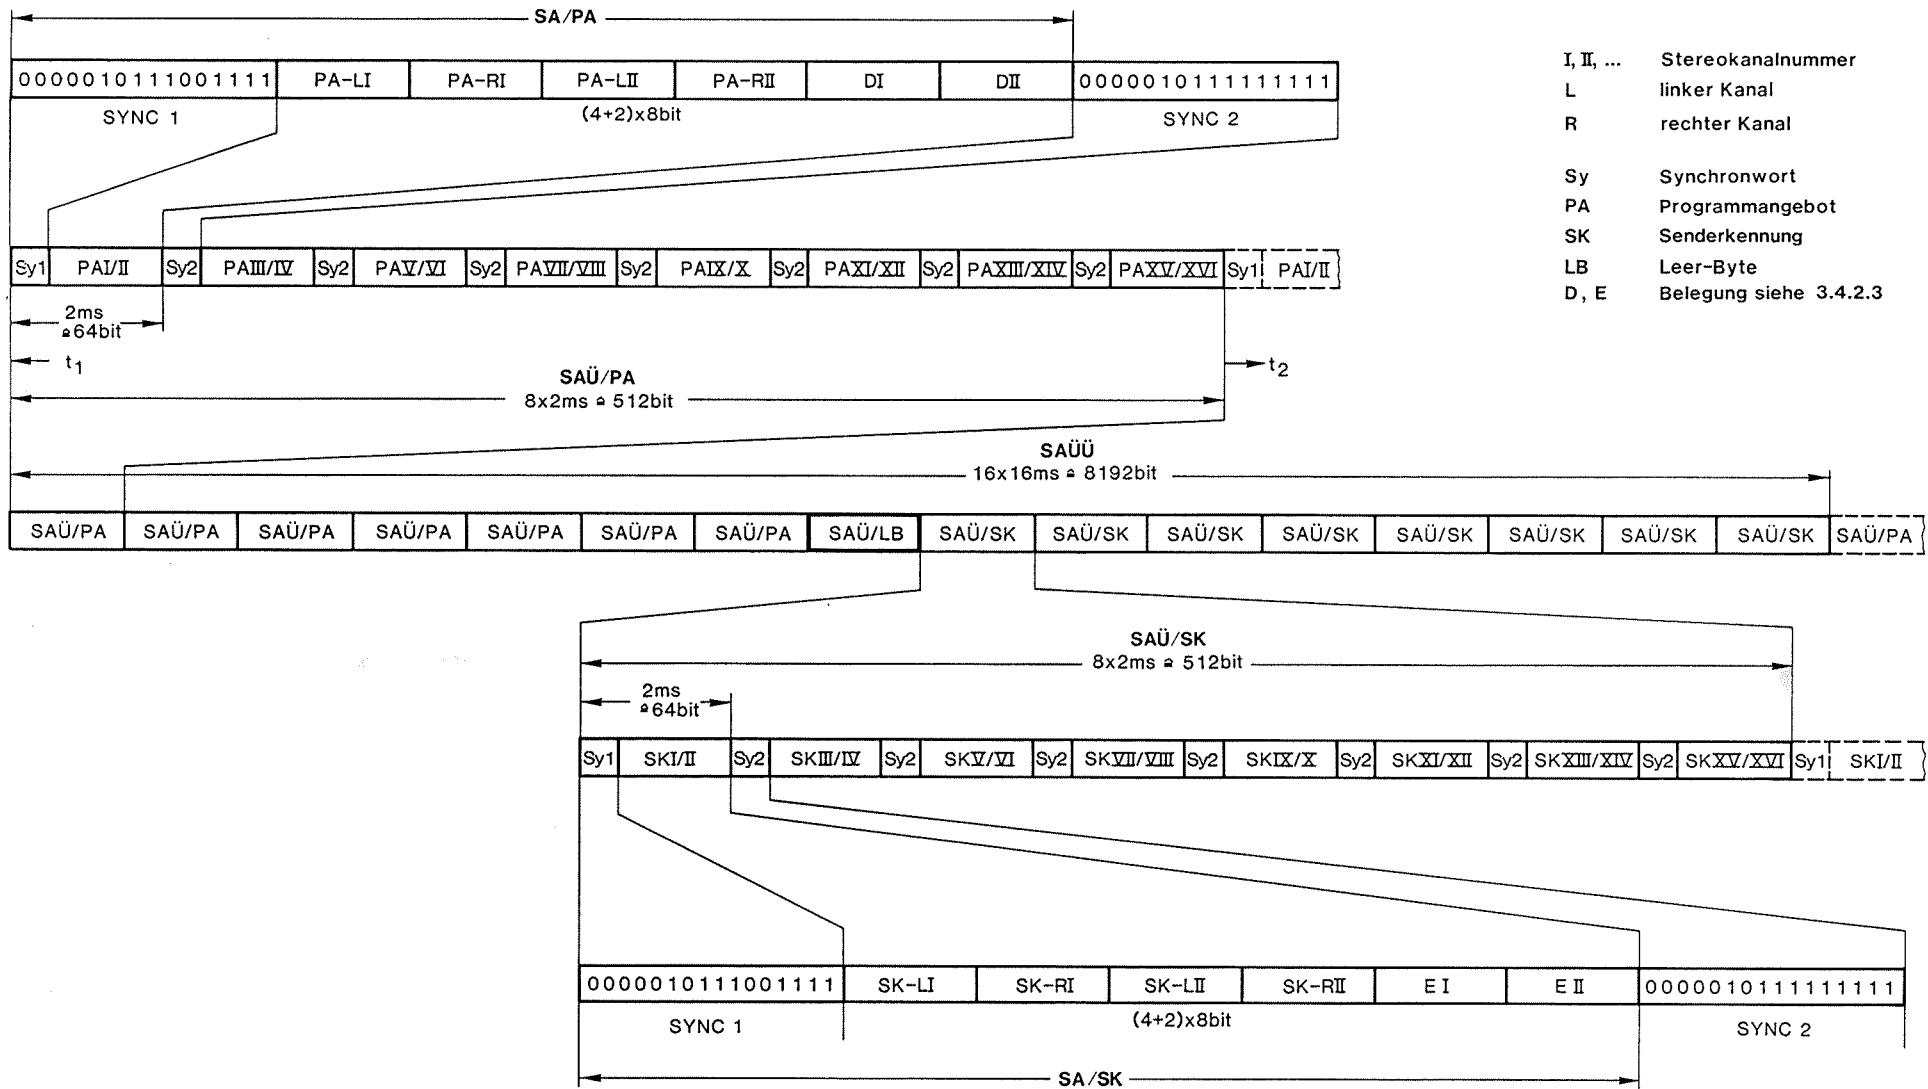 SA/PA
0000010111001111 PA-LI PA-RI PA-LII PA-RII DI DII 0000010111111111
SYNC 1 (4+2)x8bit SYNC 2
I, II, ... Stereokanalnummer
L linker Kanal
R rechter Kanal
Sy Synchronwort
PA Programmangebot
SK Senderkennung
LB Leer-Byte
D, E Belegung siehe 3.4.2.3
Sy1 PAI/II Sy2 PAIII/IV Sy2 PAV/VI Sy2 PAVII/VIII Sy2 PAIX/X Sy2 PAXI/XII Sy2 PAXIII/XIV Sy2 PAXV/XVI Sy1 PAI/II
2ms
≙64bit
t1 t2
SAÜ/PA
8x2ms ≙ 512bit
SAÜÜ
16x16ms ≙ 8192bit
SAÜ/PA SAÜ/PA SAÜ/PA SAÜ/PA SAÜ/PA SAÜ/PA SAÜ/PA SAÜ/LB SAÜ/SK SAÜ/SK SAÜ/SK SAÜ/SK SAÜ/SK SAÜ/SK SAÜ/SK SAÜ/SK SAÜ/PA
SAÜ/SK
8x2ms ≙ 512bit
2ms
≙64bit
Sy1 SKI/II Sy2 SKIII/IV Sy2 SKV/VI Sy2 SKVII/VIII Sy2 SKIX/X Sy2 SKXI/XII Sy2 SKXIII/XIV Sy2 SKXV/XVI Sy1 SKI/II
0000010111001111 SK-LI SK-RI SK-LII SK-RII EI EII 0000010111111111
SYNC 1 (4+2)x8bit SYNC 2
SA/SK